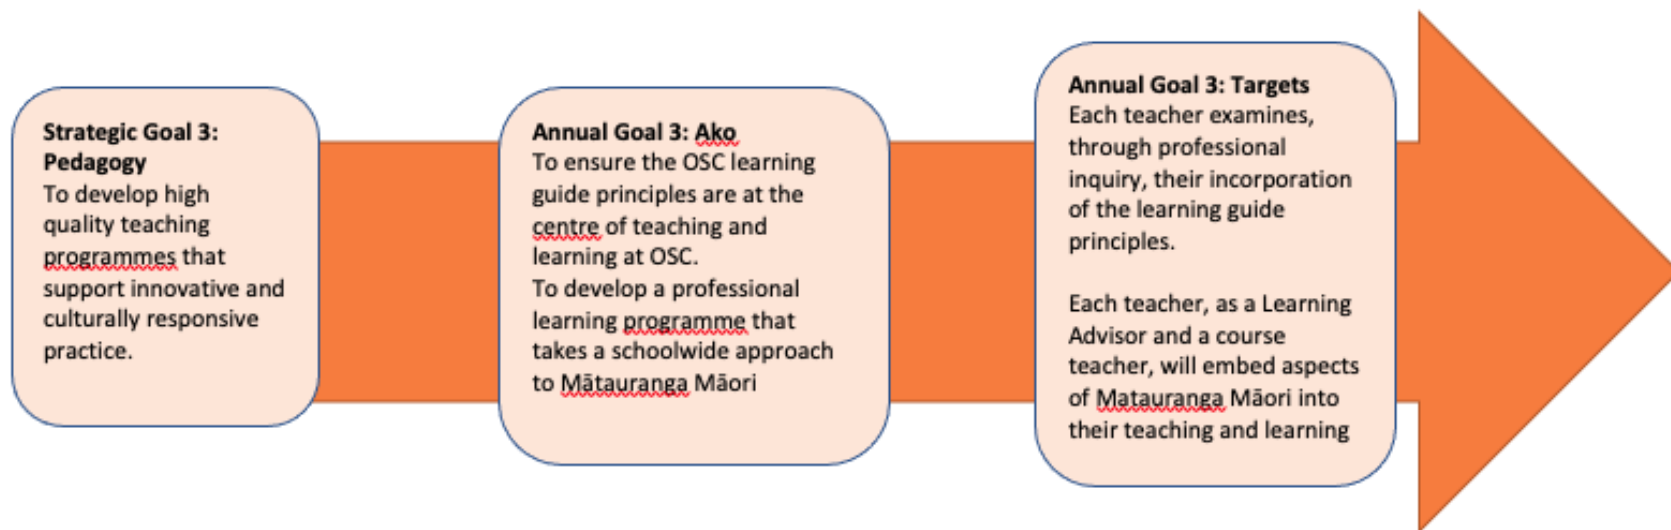 Strategic Goal 3:
Pedagogy
To develop high
quality teaching
programmes that
support innovative and
culturally responsive
practice.
Annual Goal 3: Ako
To ensure the OSC learning
guide principles are at the
centre of teaching and
learning at OSC.
To develop a professional
learning programme that
takes a schoolwide approach
to Mātauranga Māori
Annual Goal 3: Targets
Each teacher examines,
through professional
inquiry, their incorporation
of the learning guide
principles.
Each teacher, as a Learning
Advisor and a course
teacher, will embed aspects
of Matauranga Māori into
their teaching and learning